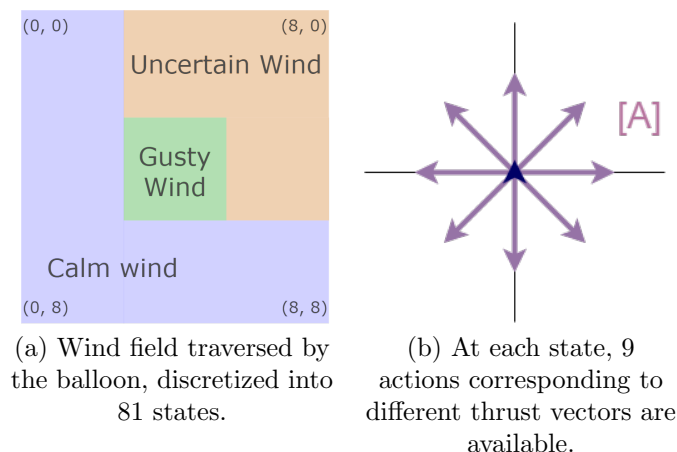 (0, 0)
(8, 0)
Uncertain Wind
Gusty
Wind
Calm wind
(0, 8)
(8, 8)
(a) Wind field traversed by
the balloon, discretized into
81 states.
[A]
(b) At each state, 9
actions corresponding to
different thrust vectors are
available.